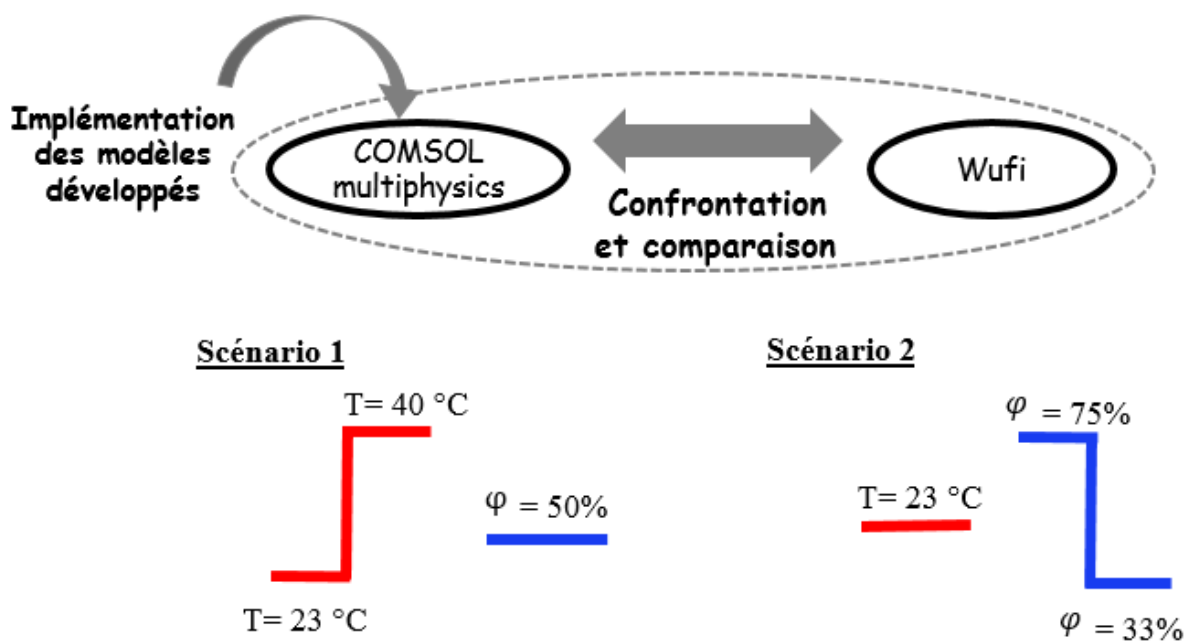 Implémentation
des modèles
développés
COMSOL
multiphysics
Confrontation
et comparaison
Wufi
Scénario 1
Scénario 2
T= 40 °C
φ = 50%
T= 23 °C
φ = 75%
T= 23 °C
φ = 33%